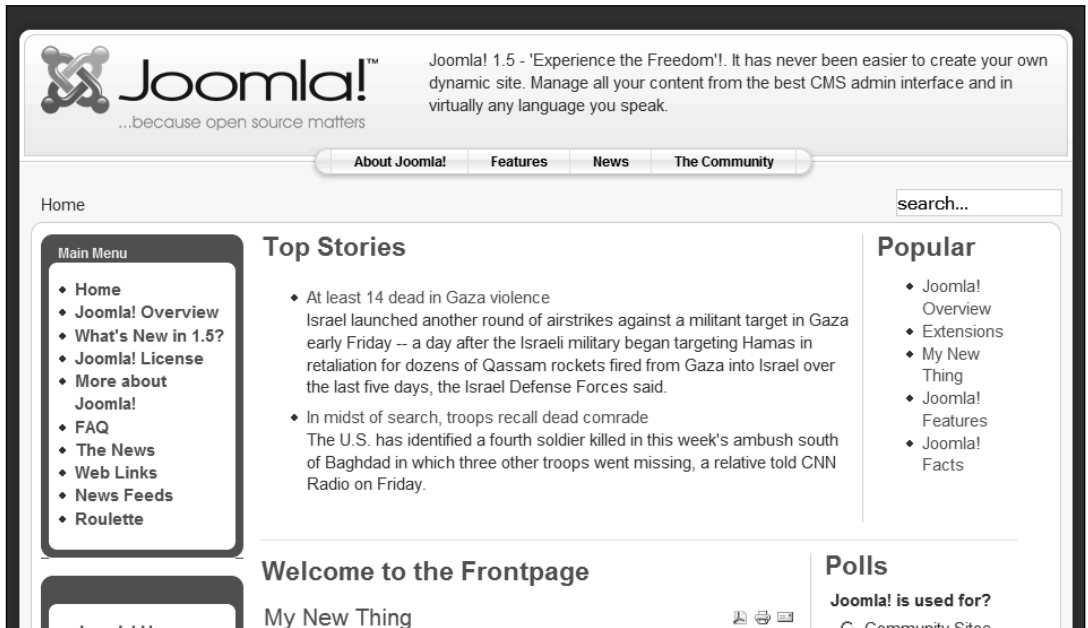 Joomla!™
...because open source matters
Joomla! 1.5 - 'Experience the Freedom'!. It has never been easier to create your own
dynamic site. Manage all your content from the best CMS admin interface and in
virtually any language you speak.
About Joomla! Features News The Community
Home
search...
Main Menu
Home
Joomla! Overview
What's New in 1.5?
Joomla! License
More about
Joomla!
FAQ
The News
Web Links
News Feeds
Roulette
Top Stories
At least 14 dead in Gaza violence
Israel launched another round of airstrikes against a militant target in Gaza
early Friday -- a day after the Israeli military began targeting Hamas in
retaliation for dozens of Qassam rockets fired from Gaza into Israel over
the last five days, the Israel Defense Forces said.
In midst of search, troops recall dead comrade
The U.S. has identified a fourth soldier killed in this week's ambush south
of Baghdad in which three other troops went missing, a relative told CNN
Radio on Friday.
Popular
Joomla!
Overview
Extensions
My New
Thing
Joomla!
Features
Joomla!
Facts
Welcome to the Frontpage
My New Thing
Polls
Joomla! is used for?
Community Sites